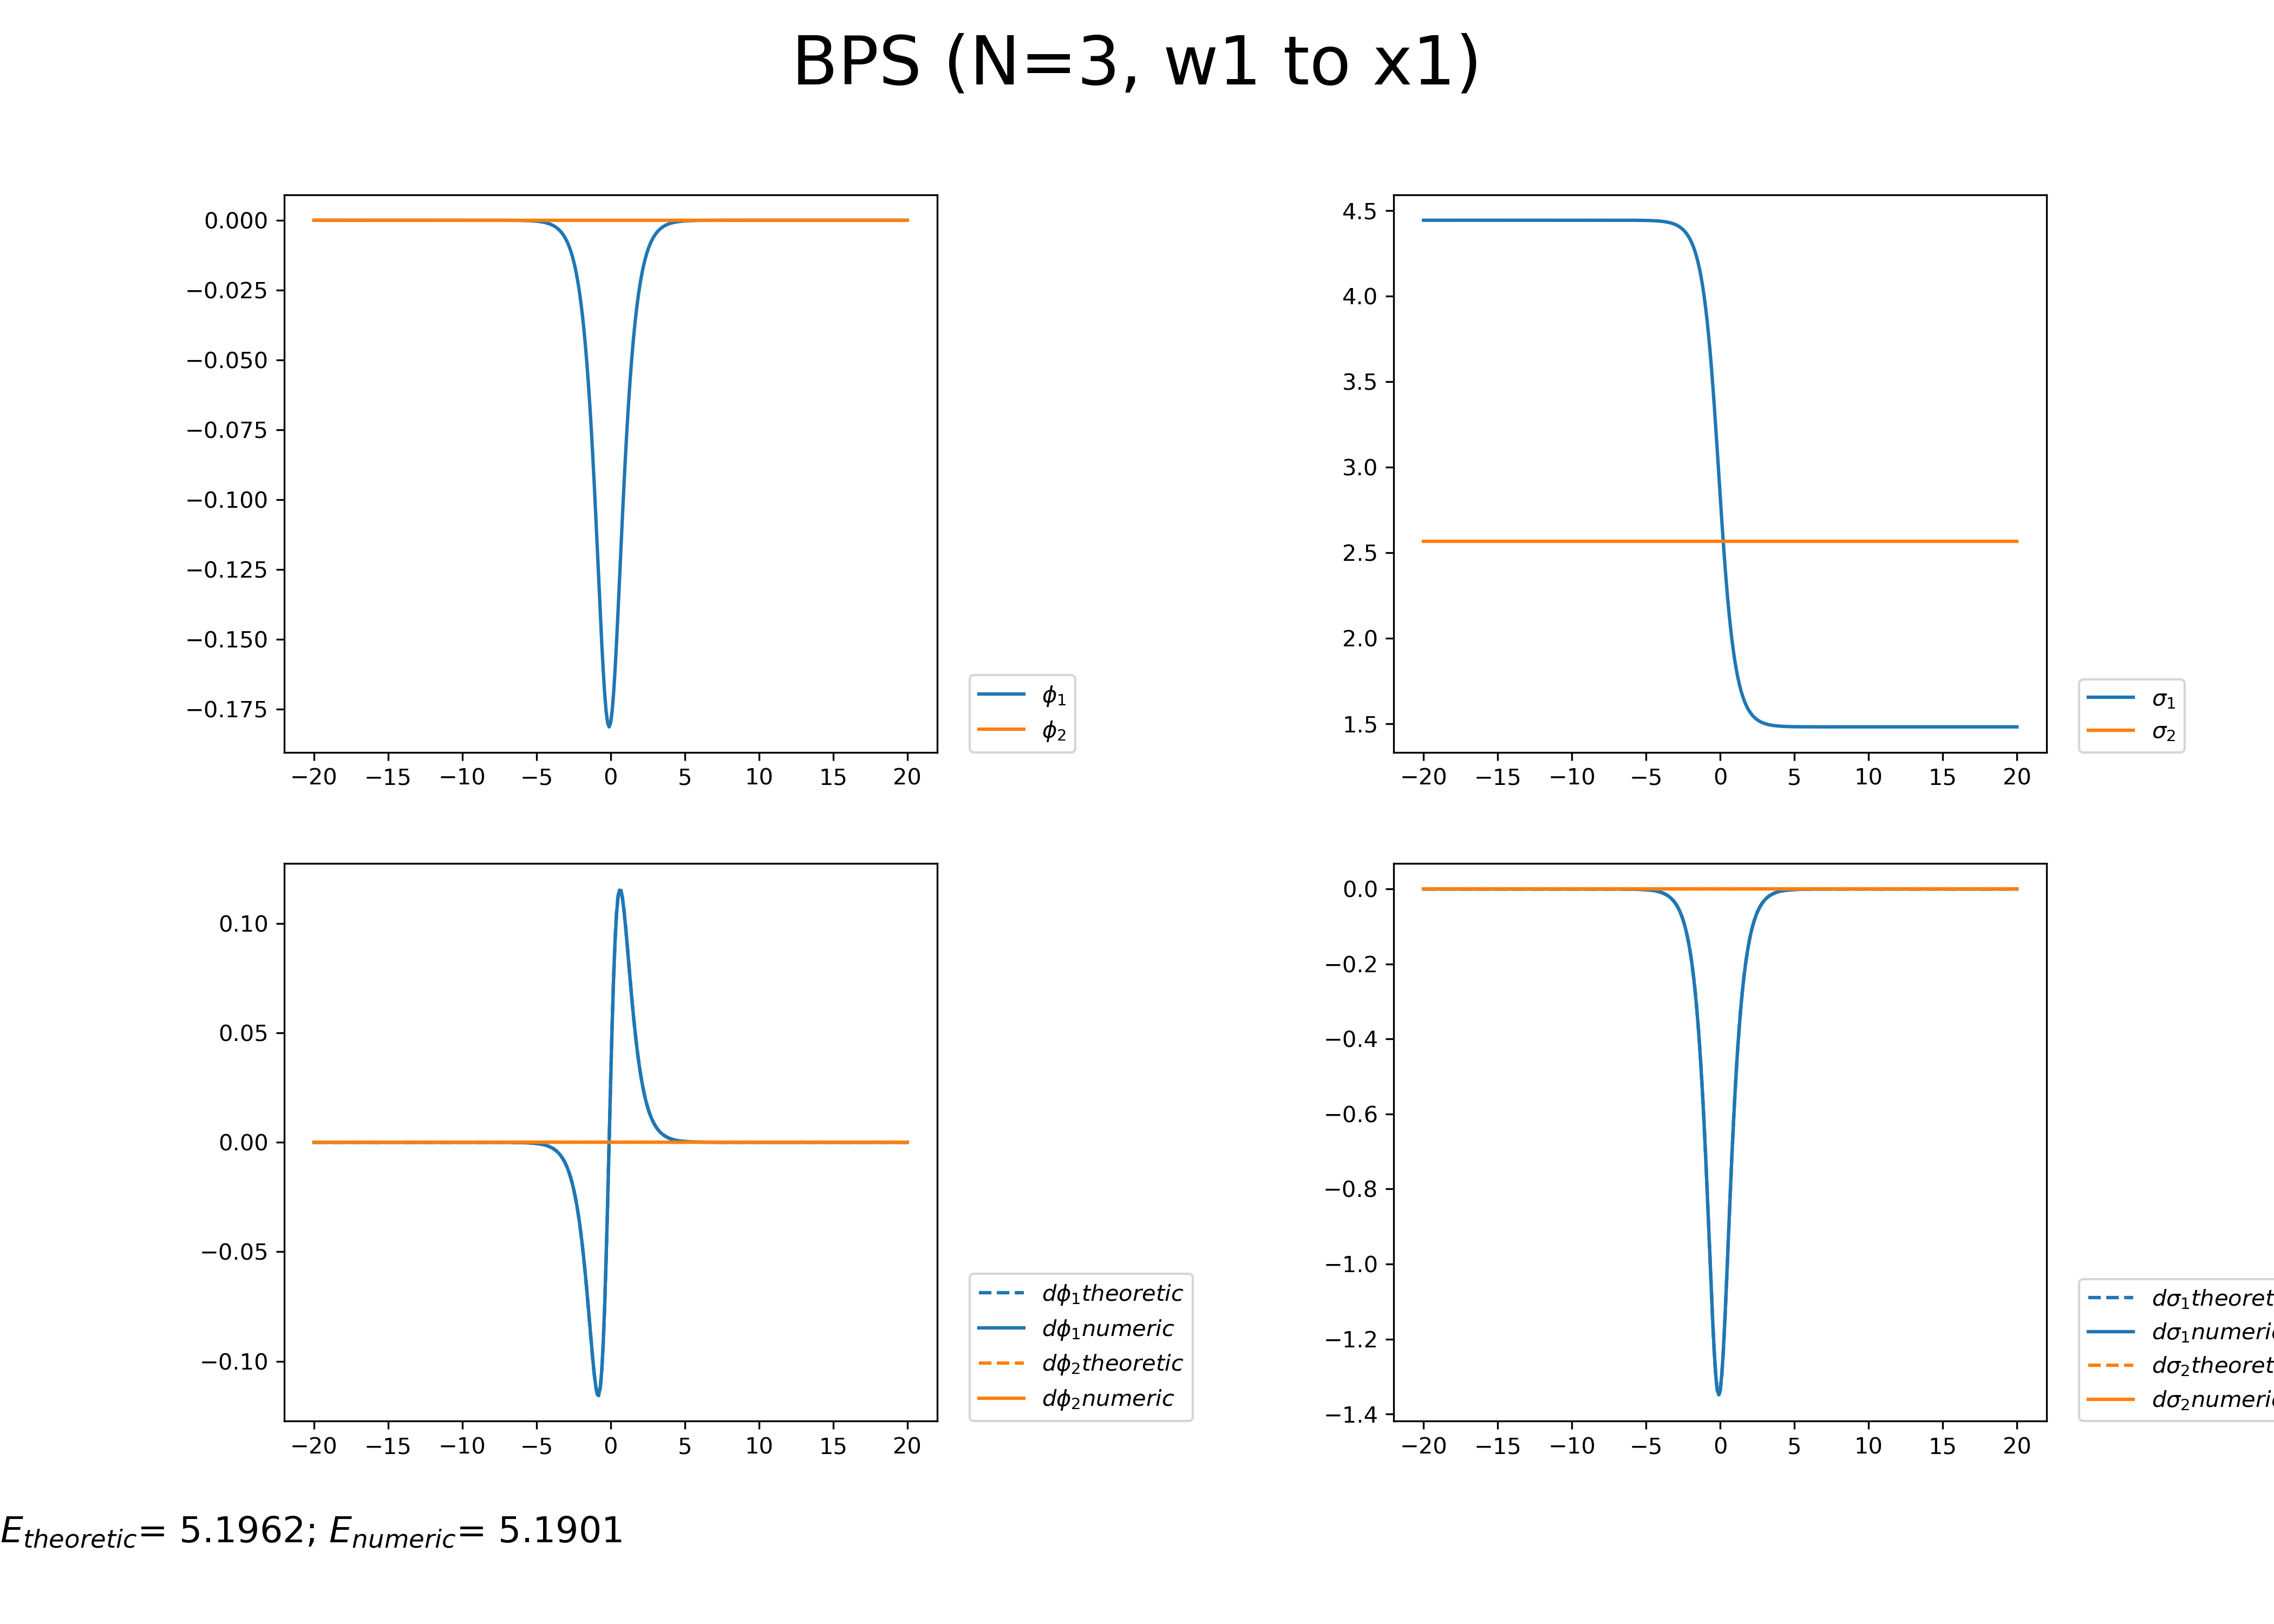 BPS (N=3, w1 to x1)
0.000
−0.025
−0.050
−0.075
−0.100
−0.125
−0.150
−0.175
−20 −15 −10 −5 0 5 10 15 20
ϕ1
ϕ2
4.5
4.0
3.5
3.0
2.5
2.0
1.5
−20 −15 −10 −5 0 5 10 15 20
σ1
σ2
0.10
0.05
0.00
−0.05
−0.10
−20 −15 −10 −5 0 5 10 15 20
dϕ1theoretic
dϕ1numeric
dϕ2theoretic
dϕ2numeric
0.0
−0.2
−0.4
−0.6
−0.8
−1.0
−1.2
−1.4
−20 −15 −10 −5 0 5 10 15 20
dσ1theoret
dσ1numeri
dσ2theoret
dσ2numeri
Etheoretic= 5.1962; Enumeric= 5.1901